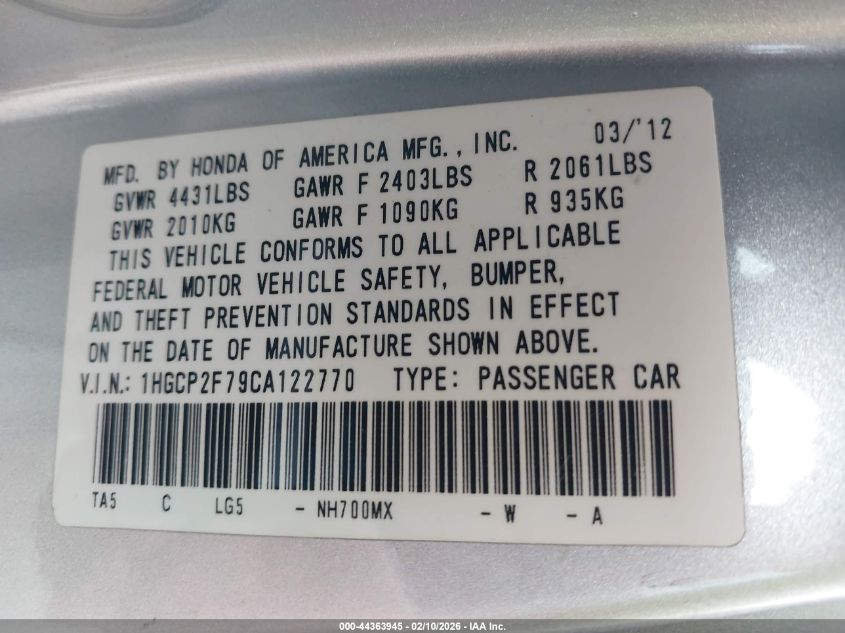 MFD. BY HONDA OF AMERICA MFG., INC. 03/'12
GVWR 4431LBS GAWR F 2403LBS R 2061LBS
GVWR 2010KG GAWR F 1090KG R 935KG
THIS VEHICLE CONFORMS TO ALL APPLICABLE
FEDERAL MOTOR VEHICLE SAFETY, BUMPER,
AND THEFT PREVENTION STANDARDS IN EFFECT
ON THE DATE OF MANUFACTURE SHOWN ABOVE.
V.I.N.: 1HGCP2F79CA122770 TYPE: PASSENGER CAR
TA5 C LG5 - NH700MX - W - A
000-44363945 - 02/10/2026 - IAA Inc.